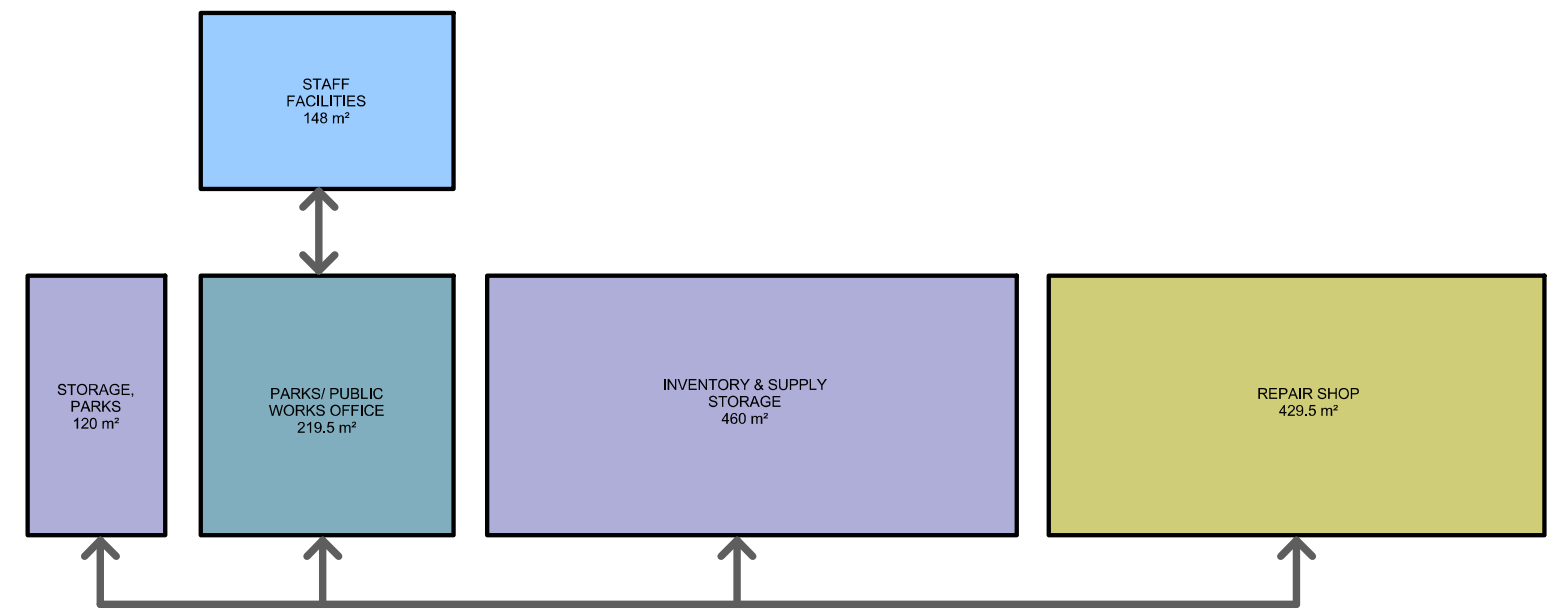 STAFF
FACILITIES
148 m²
STORAGE,
PARKS
120 m²
PARKS/ PUBLIC
WORKS OFFICE
219.5 m²
INVENTORY & SUPPLY
STORAGE
460 m²
REPAIR SHOP
429.5 m²